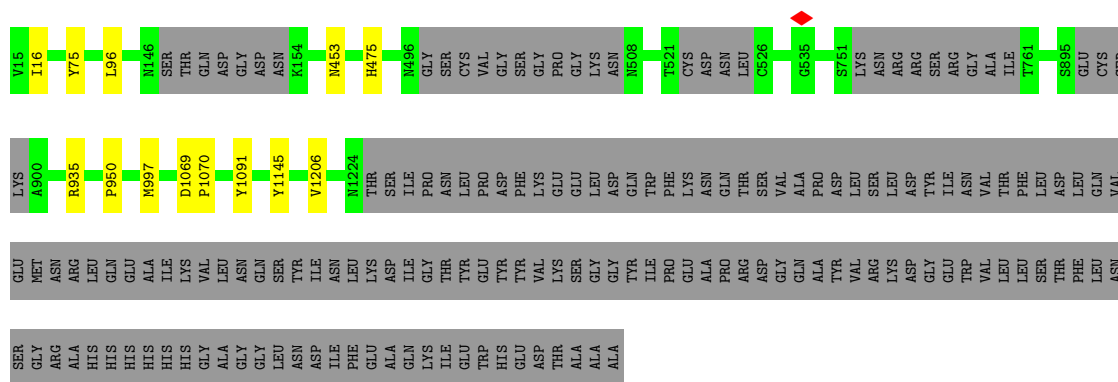 V15 I16 Y75 L96 N146 SER THR GLN ASP GLY ASP ASN K154 N453 H475 N496 GLY SER CYS VAL GLY SER GLY PRO GLY LYS ASN N508 T521 CYS ASP ASN LEU C526 G535 S751 LYS ASN ARG ARG SER ARG GLY ALA ILE T761 S895 GLU CYS
LYS A900 R935 P950 M997 D1069 P1070 Y1091 Y1145 V1206 N1224 THR SER ILE PRO ASN LEU PRO ASP PHE LYS GLU GLU LEU ASP GLN TRP PHE LYS ASN GLN THR SER VAL ALA PRO ASP LEU SER LEU ASP TYR ILE ASN VAL THR PHE LEU ASP LEU GLN VAL
GLU MET ASN ARG LEU GLN GLU ALA ILE LYS VAL LEU ASN GLN SER TYR ILE ASN LEU LYS ASP ILE GLY THR TYR GLU TYR TYR VAL LYS SER GLY GLY TYR ILE PRO GLU ALA PRO ARG ASP GLY GLN ALA TYR VAL ARG LYS ASP GLY GLU TRP VAL LEU LEU SER THR PHE LEU ASN
SER GLY ARG ALA HIS HIS HIS HIS HIS HIS GLY ALA GLY GLY LEU ASN ASP ILE PHE GLU ALA GLN LYS ILE GLU TRP HIS GLU ASP THR ALA ALA ALA